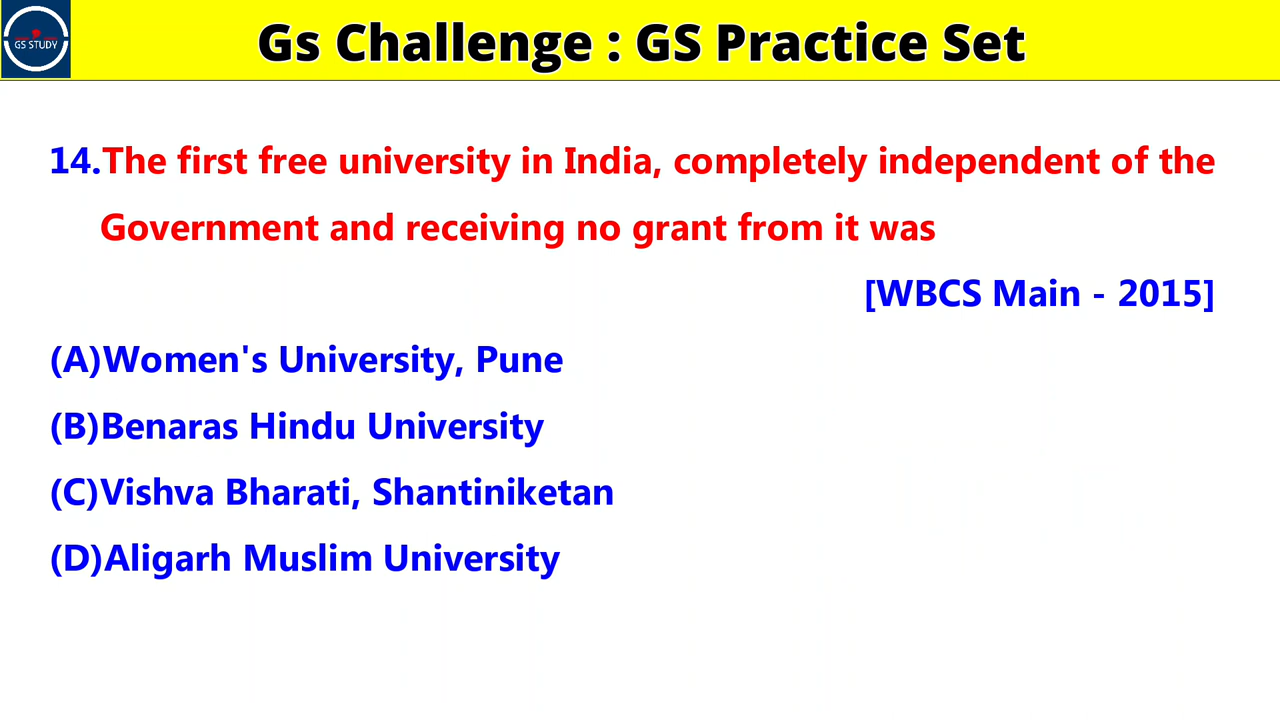 GS STUDY
Gs Challenge : GS Practice Set
14.The first free university in India, completely independent of the
Government and receiving no grant from it was
[WBCS Main - 2015]
(A)Women's University, Pune
(B)Benaras Hindu University
(C)Vishva Bharati, Shantiniketan
(D)Aligarh Muslim University